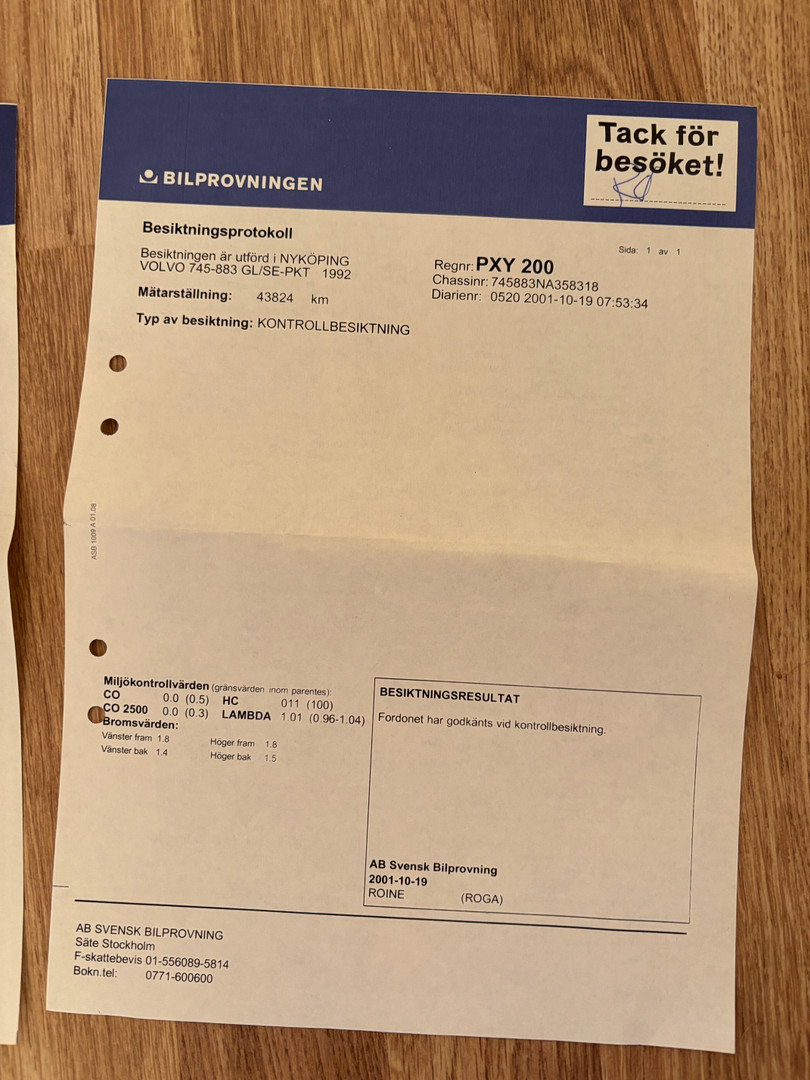 Tack för
besöket!
BILPROVNINGEN
Besiktningsprotokoll
Sida: 1 av 1
Besiktningen är utförd i NYKÖPING
VOLVO 745-883 GL/SE-PKT 1992
Regnr: PXY 200
Chassinr: 745883NA358318
Diarienr: 0520 2001-10-19 07:53:34
Mätarställning: 43824 km
Typ av besiktning: KONTROLLBESIKTNING
ASB 1009 A 01.08
Miljökontrollvärden (gränsvärden inom parentes):
CO 0.0 (0.5) HC 011 (100)
CO 2500 0.0 (0.3) LAMBDA 1.01 (0.96-1.04)
Bromsvärden:
Vänster fram 1.8 Höger fram 1.8
Vänster bak 1.4 Höger bak 1.5
BESIKTNINGSRESULTAT
Fordonet har godkänts vid kontrollbesiktning.
AB Svensk Bilprovning
2001-10-19
ROINE (ROGA)
AB SVENSK BILPROVNING
Säte Stockholm
F-skattebevis 01-556089-5814
Bokn.tel: 0771-600600